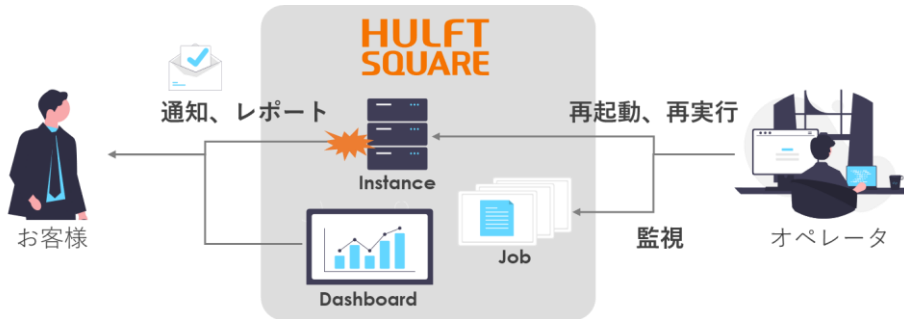 HULFT
SQUARE
通知、レポート
再起動、再実行
Instance
お客様
Job
監視
オペレータ
Dashboard